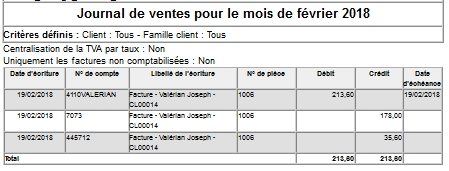 Journal de ventes pour le mois de février 2018
Critères définis : Client : Tous - Famille client : Tous
Centralisation de la TVA par taux : Non
Uniquement les factures non comptabilisées : Non
Date d'écriture N° de compte Libellé de l'écriture N° de pièce Débit Crédit Date d'échéance
19/02/2018 4110VALERIAN Facture - Valérian Joseph - CL00014 1006 213,60 19/02/2018
19/02/2018 7073 Facture - Valérian Joseph - CL00014 1006 178,00
19/02/2018 445712 Facture - Valérian Joseph - CL00014 1006 35,60
Total 213,60 213,60